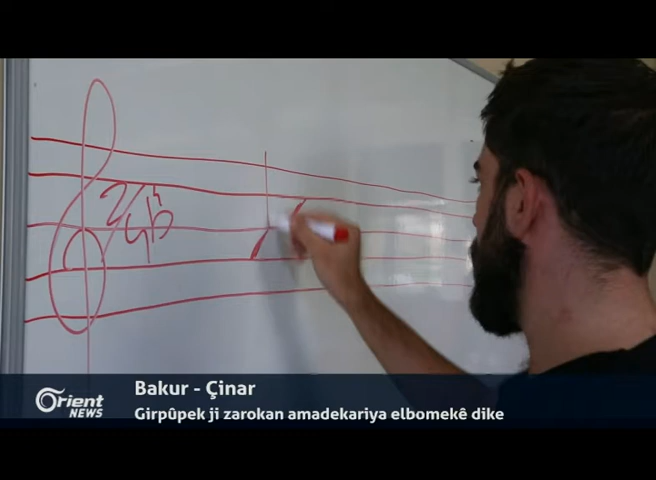 Bakur - Çinar
Orient
NEWS
Girpûpek ji zarokan amadekariya elbomekê dike